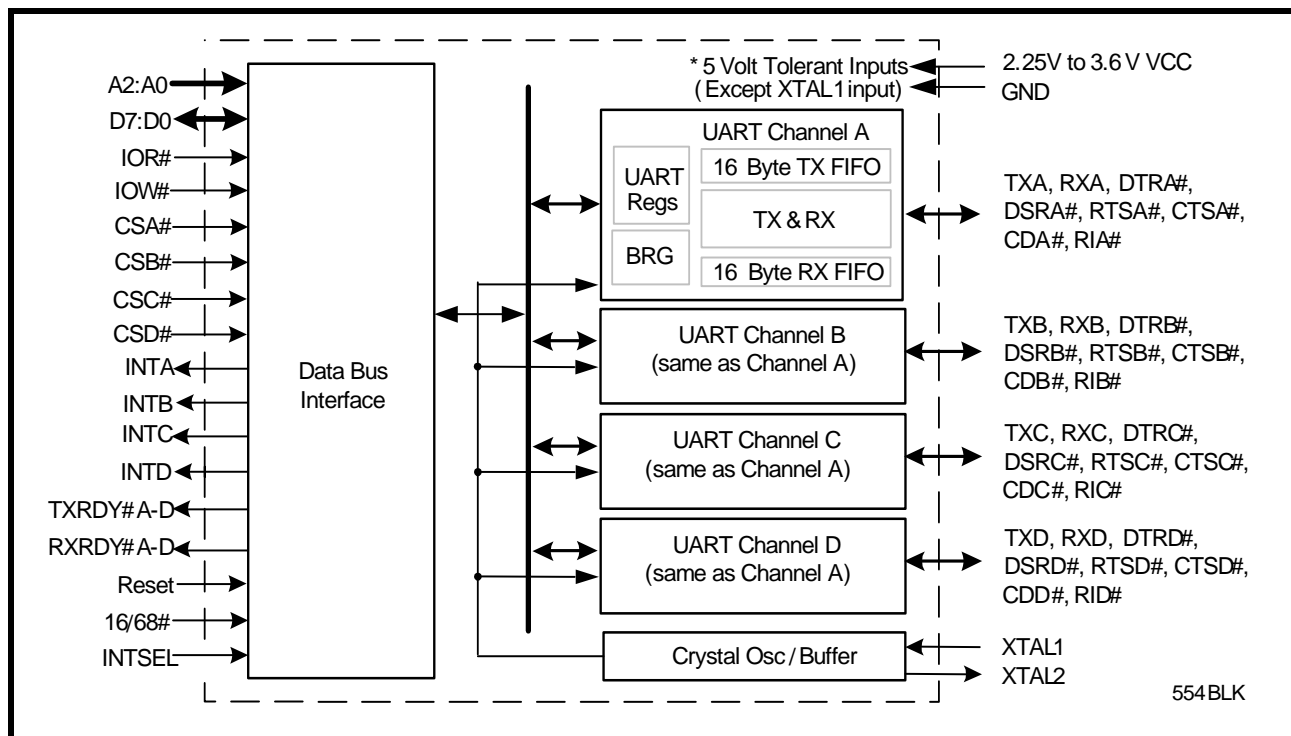 A2:A0
D7:D0
IOR#
IOW#
CSA#
CSB#
CSC#
CSD#
INTA
INTB
INTC
INTD
TXRDY# A-D
RXRDY# A-D
Reset
16/68#
INTSEL
Data Bus
Interface
* 5 Volt Tolerant Inputs
(Except XTAL1 input)
2.25V to 3.6 V VCC
GND
UART Channel A
UART
Regs
BRG
16 Byte TX FIFO
TX & RX
16 Byte RX FIFO
TXA, RXA, DTRA#,
DSRA#, RTSA#, CTSA#,
CDA#, RIA#
UART Channel B
(same as Channel A)
TXB, RXB, DTRB#,
DSRB#, RTSB#, CTSB#,
CDB#, RIB#
UART Channel C
(same as Channel A)
TXC, RXC, DTRC#,
DSRC#, RTSC#, CTSC#,
CDC#, RIC#
UART Channel D
(same as Channel A)
TXD, RXD, DTRD#,
DSRD#, RTSD#, CTSD#,
CDD#, RID#
Crystal Osc / Buffer
XTAL1
XTAL2
554 BLK